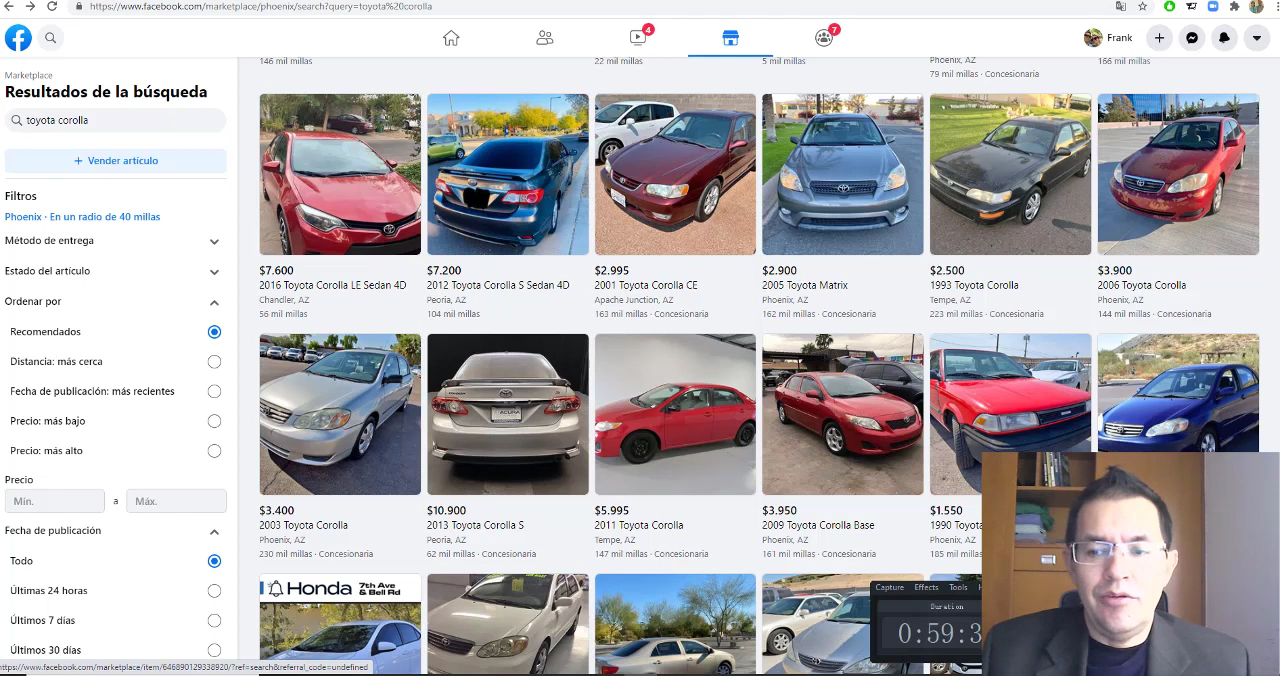 https://www.facebook.com/marketplace/phoenix/search?query=toyota%20corolla
4
7
Frank
Marketplace
Resultados de la búsqueda
toyota corolla
+ Vender artículo
Filtros
Phoenix · En un radio de 40 millas
Método de entrega
Estado del artículo
Ordenar por
Recomendados
Distancia: más cerca
Fecha de publicación: más recientes
Precio: más bajo
Precio: más alto
Precio
Mín. a Máx.
Fecha de publicación
Todo
Últimas 24 horas
Últimos 7 días
Últimos 30 días
https://www.facebook.com/marketplace/item/646890129338920/?ref=search&referral_code=undefined
146 mil millas
22 mil millas
5 mil millas
Phoenix, AZ
79 mil millas · Concesionaria
166 mil millas
$7.600
2016 Toyota Corolla LE Sedan 4D
Chandler, AZ
56 mil millas
$7.200
2012 Toyota Corolla S Sedan 4D
Peoria, AZ
104 mil millas
$2.995
2001 Toyota Corolla CE
Apache Junction, AZ
163 mil millas · Concesionaria
$2.900
2005 Toyota Matrix
Phoenix, AZ
162 mil millas · Concesionaria
$2.500
1993 Toyota Corolla
Tempe, AZ
223 mil millas · Concesionaria
$3.900
2006 Toyota Corolla
Phoenix, AZ
144 mil millas · Concesionaria
ACURA
$3.400
2003 Toyota Corolla
Phoenix, AZ
230 mil millas · Concesionaria
$10.900
2013 Toyota Corolla S
Peoria, AZ
62 mil millas · Concesionaria
$5.995
2011 Toyota Corolla
Tempe, AZ
147 mil millas · Concesionaria
$3.950
2009 Toyota Corolla Base
Phoenix, AZ
161 mil millas · Concesionaria
$1.550
1990 Toyo
Phoenix, A
185 mil
Honda 7th Ave
& Bell Rd
Capture Effects Tools H
Duration
0:59:3